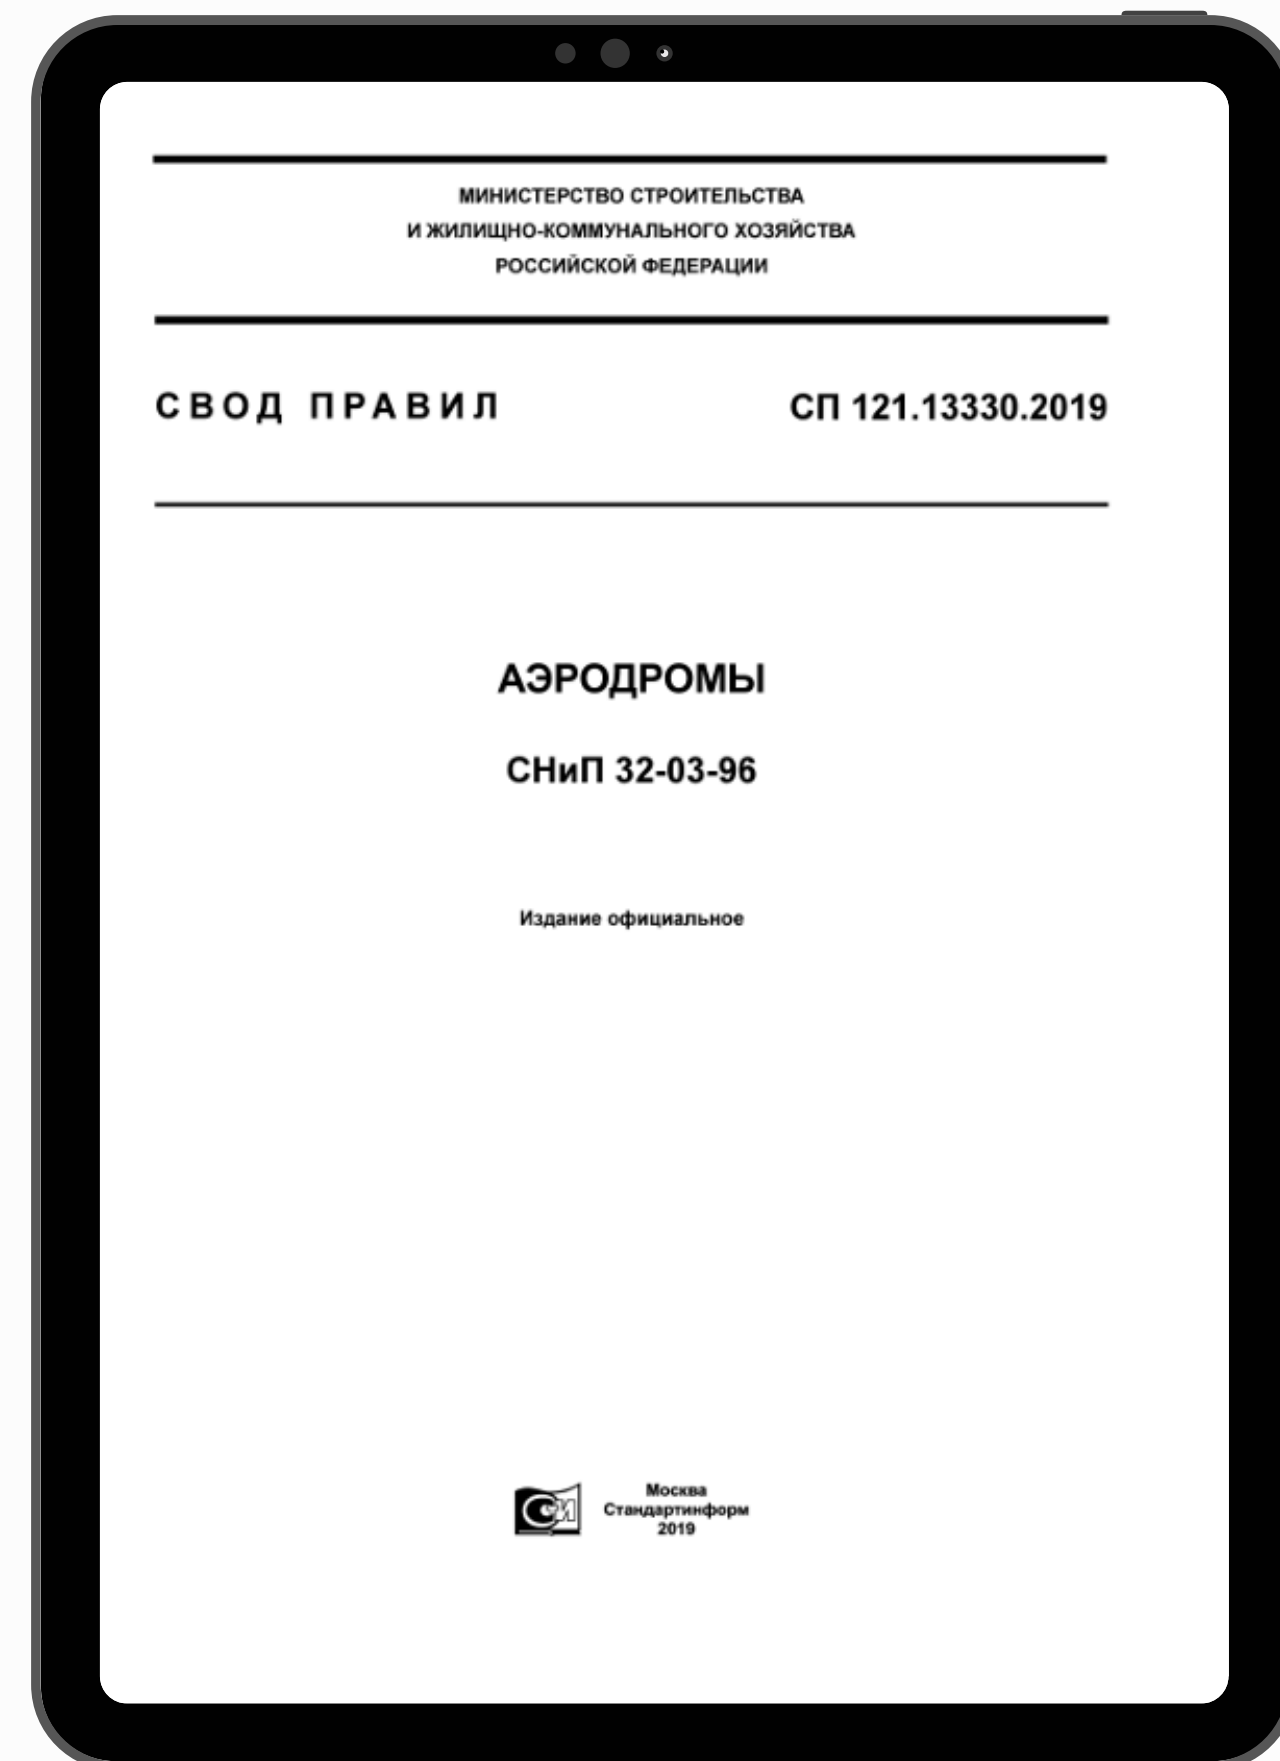 МИНИСТЕРСТВО СТРОИТЕЛЬСТВА
И ЖИЛИЩНО-КОММУНАЛЬНОГО ХОЗЯЙСТВА
РОССИЙСКОЙ ФЕДЕРАЦИИ
СВОД ПРАВИЛ СП 121.13330.2019
АЭРОДРОМЫ
СНиП 32-03-96
Издание официальное
Москва
Стандартинформ
2019